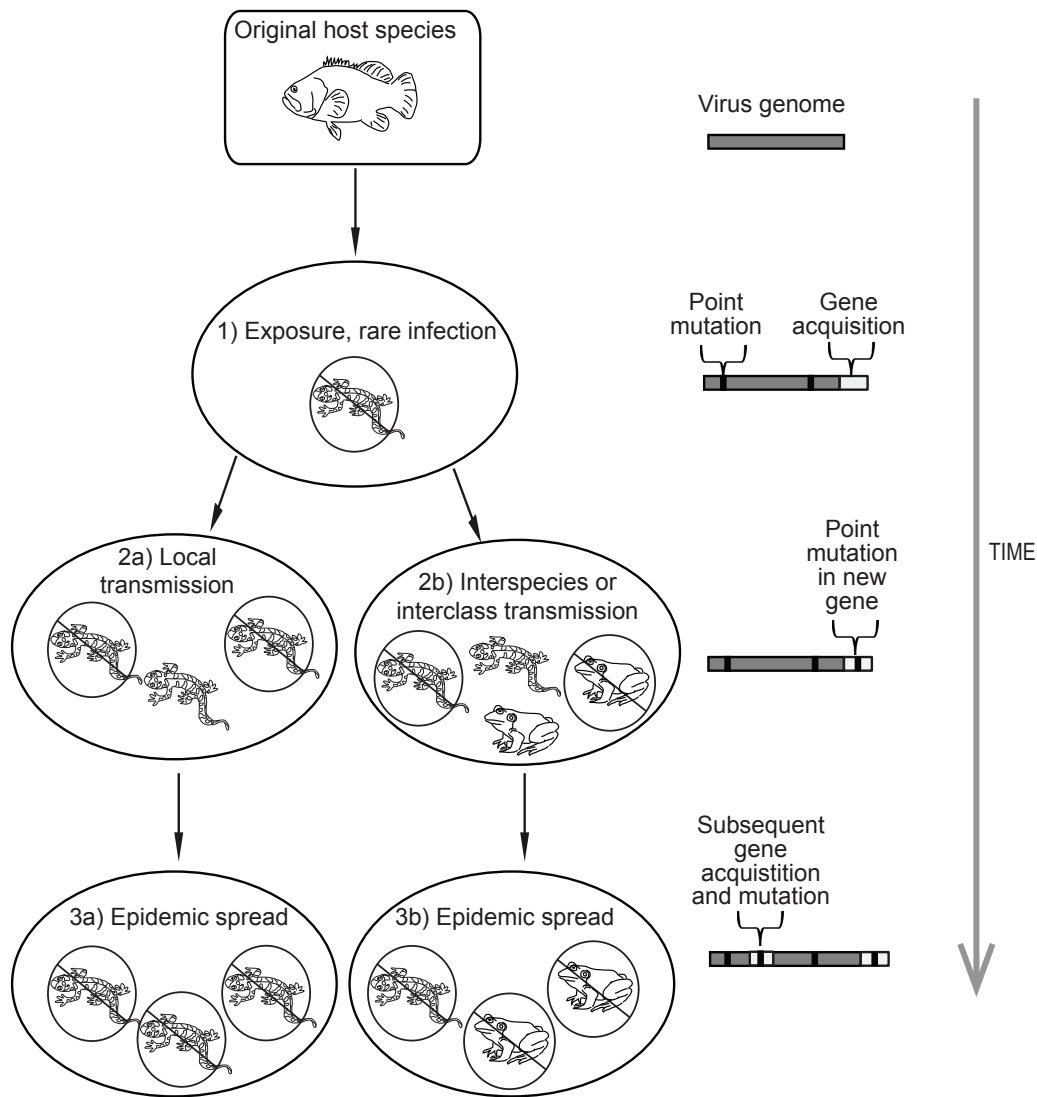 Original host species
Virus genome
1) Exposure, rare infection
Point
mutation
Gene
acquisition
2a) Local
transmission
2b) Interspecies or
interclass transmission
Point
mutation
in new
gene
TIME
3a) Epidemic spread
3b) Epidemic spread
Subsequent
gene
acquistition
and mutation